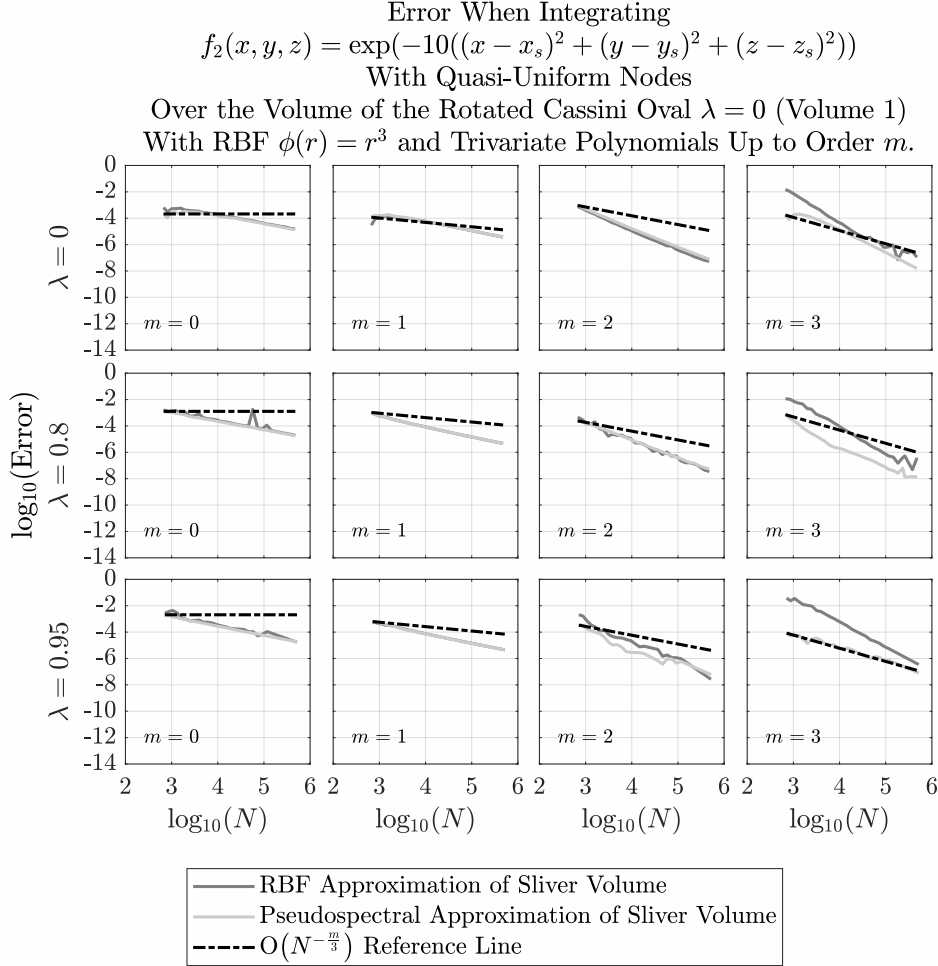 Error When Integrating
f₂(x, y, z) = exp(−10((x − xₛ)² + (y − yₛ)² + (z − zₛ)²))
With Quasi-Uniform Nodes
Over the Volume of the Rotated Cassini Oval λ = 0 (Volume 1)
With RBF ϕ(r) = r³ and Trivariate Polynomials Up to Order m.
log₁₀(Error)
λ = 0
0
-2
-4
-6
-8
-10
-12
-14
m = 0
m = 1
m = 2
m = 3
λ = 0.8
0
-2
-4
-6
-8
-10
-12
-14
m = 0
m = 1
m = 2
m = 3
λ = 0.95
0
-2
-4
-6
-8
-10
-12
-14
m = 0
m = 1
m = 2
m = 3
2 3 4 5 6 2 3 4 5 6 2 3 4 5 6 2 3 4 5 6
log₁₀(N) log₁₀(N) log₁₀(N) log₁₀(N)
RBF Approximation of Sliver Volume
Pseudospectral Approximation of Sliver Volume
O(N^{-m/3}) Reference Line